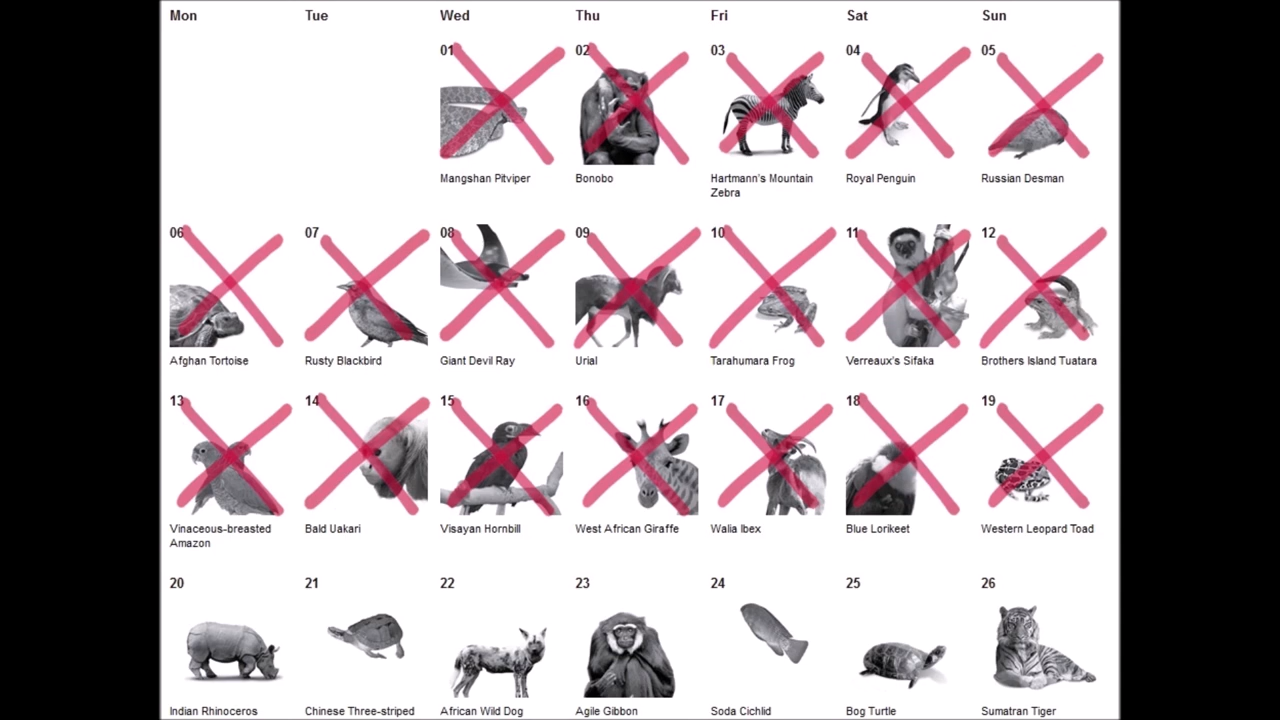 Mon Tue Wed Thu Fri Sat Sun
01 02 03 04 05
Mangshan Pitviper Bonobo Hartmann's Mountain Royal Penguin Russian Desman
Zebra
06 07 08 09 10 11 12
Afghan Tortoise Rusty Blackbird Giant Devil Ray Urial Tarahumara Frog Verreaux's Sifaka Brothers Island Tuatara
13 14 15 16 17 18 19
Vinaceous-breasted Bald Uakari Visayan Hornbill West African Giraffe Walia Ibex Blue Lorikeet Western Leopard Toad
Amazon
20 21 22 23 24 25 26
Indian Rhinoceros Chinese Three-striped African Wild Dog Agile Gibbon Soda Cichlid Bog Turtle Sumatran Tiger